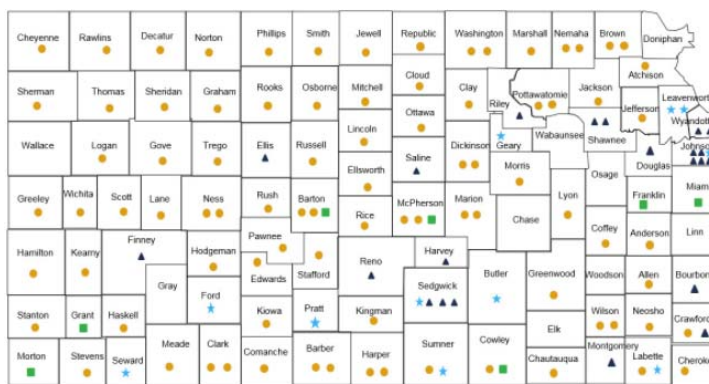 Cheyenne Rawlins Decatur Norton Phillips Smith Jewell Republic Washington Marshall Nemaha Brown Doniphan
Atchison
Sherman Thomas Sheridan Graham Rooks Osborne Mitchell Cloud Clay Riley Pottawatomie Jackson Jefferson Leavenwort
Wyandott
Ottawa
Lincoln
Wallace Logan Gove Trego Ellis Russell Ellsworth Saline Dickinson Geary Wabaunsee Shawnee Johnso
Morris Osage Douglas
Greeley Wichita Scott Lane Ness Rush Barton Rice McPherson Marion Chase Lyon Franklin Miam
Coffey Anderson Linn
Hamilton Kearny Finney Hodgeman Pawnee Stafford Reno Harvey
Edwards
Gray Ford Sedgwick Butler Greenwood Woodson Allen Bourbon
Stanton Grant Haskell Kiowa Pratt Kingman Wilson Neosho Crawford
Elk
Morton Stevens Seward Meade Clark Comanche Barber Harper Sumner Cowley Chautauqua Montgomery Labette Cheroke